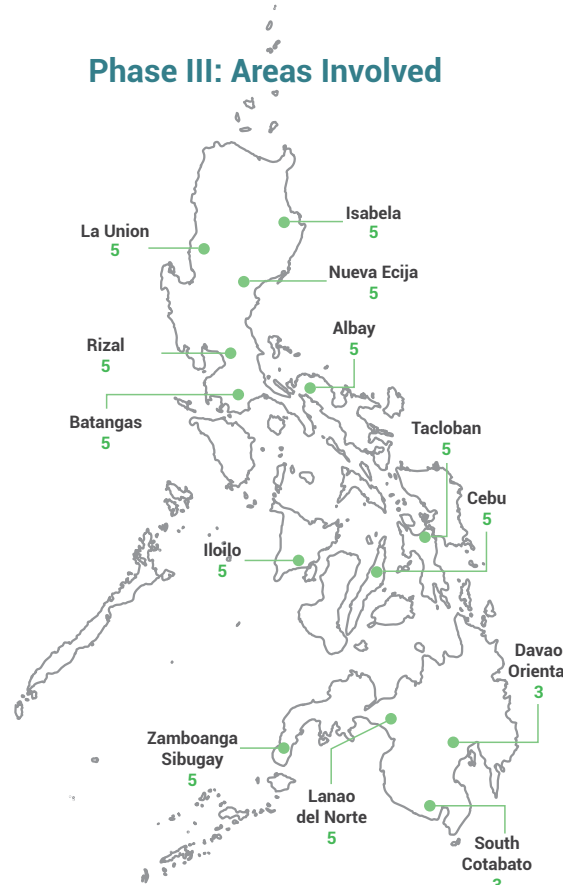 Phase III: Areas Involved
Isabela
5
La Union
5
Nueva Ecija
5
Albay
5
Rizal
5
Batangas
5
Tacloban
5
Cebu
5
Iloilo
5
Davao
Orienta
3
Zamboanga
Sibugay
5
Lanao
del Norte
5
South
Cotabato
3